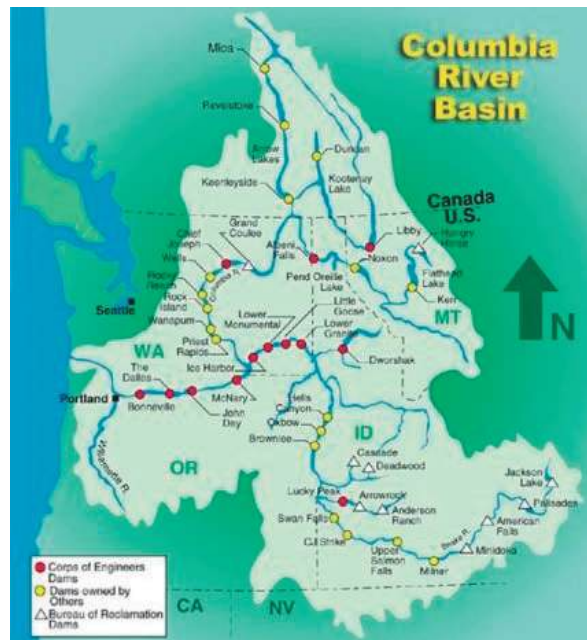 Columbia
River
Basin
Mica
Revelstoke
Arrow
Lakes
Duncan
Keenleyside
Kootenay
Lake
Canada
U.S.
Grand
Coulee
Chief
Joseph
Wells
Albeni
Falls
Libby
Hungry
Horse
Noxon
Rocky
Reach
Columbia R.
Pend Oreille
Lake
Flathead
Lake
Rock
Island
Kerr
Seattle
Wanapum
Little
Goose
Lower
Monumental
MT
N
Priest
Rapids
Lower
Granite
WA
Ice Harbor
Dworshak
The
Dalles
Portland
McNary
Bonneville
John
Day
Hells
Canyon
Oxbow
ID
Brownlee
OR
Willamette R.
Cascade
Deadwood
Jackson
Lake
Lucky Peak
Arrowrock
Palisades
Anderson
Ranch
American
Falls
Swan Falls
Snake R.
CJ Strike
Minidoka
Upper
Salmon
Falls
Milner
Corps of Engineers
Dams
Dams owned by
Others
Bureau of Reclamation
Dams
CA
NV